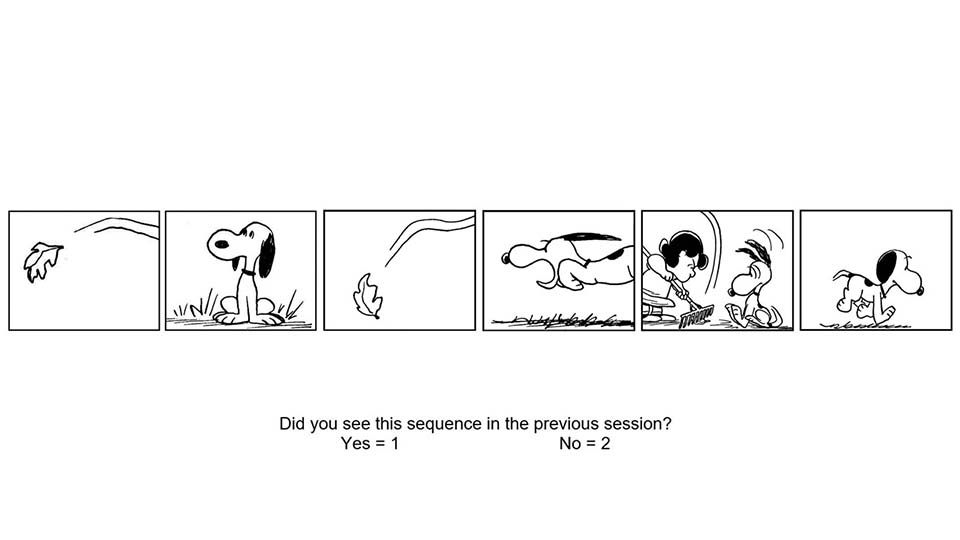 Did you see this sequence in the previous session?
Yes = 1 No = 2